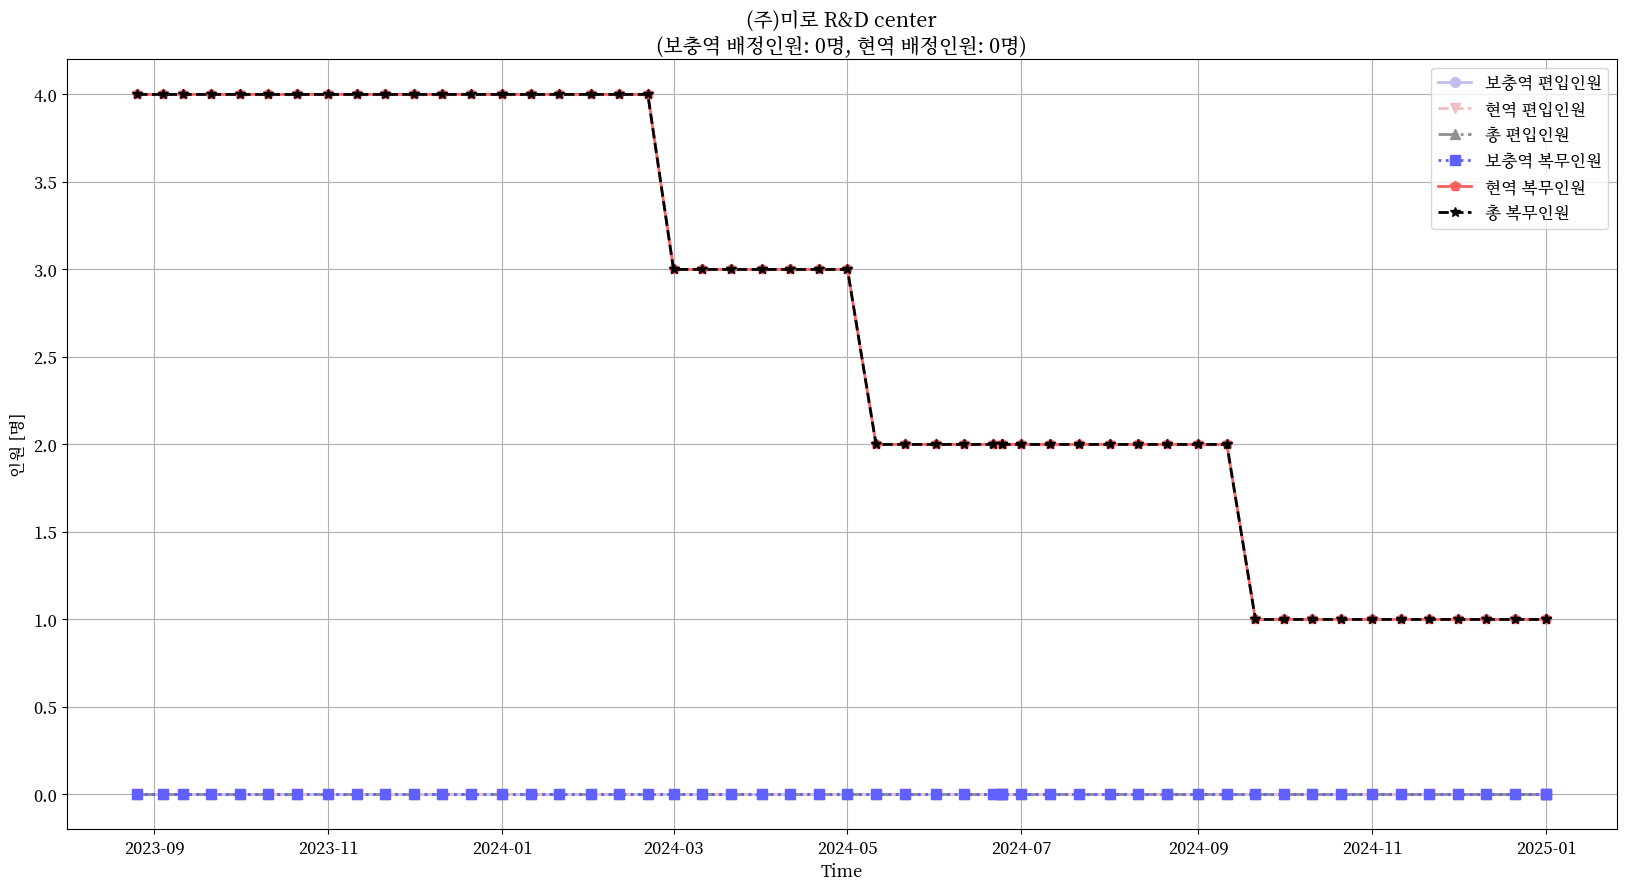 (주)미로 R&D center
(보충역 배정인원: 0명, 현역 배정인원: 0명)
보충역 편입인원
현역 편입인원
총 편입인원
보충역 복무인원
현역 복무인원
총 복무인원
인원 [명]
4.0
3.5
3.0
2.5
2.0
1.5
1.0
0.5
0.0
2023-09
2023-11
2024-01
2024-03
2024-05
2024-07
2024-09
2024-11
2025-01
Time